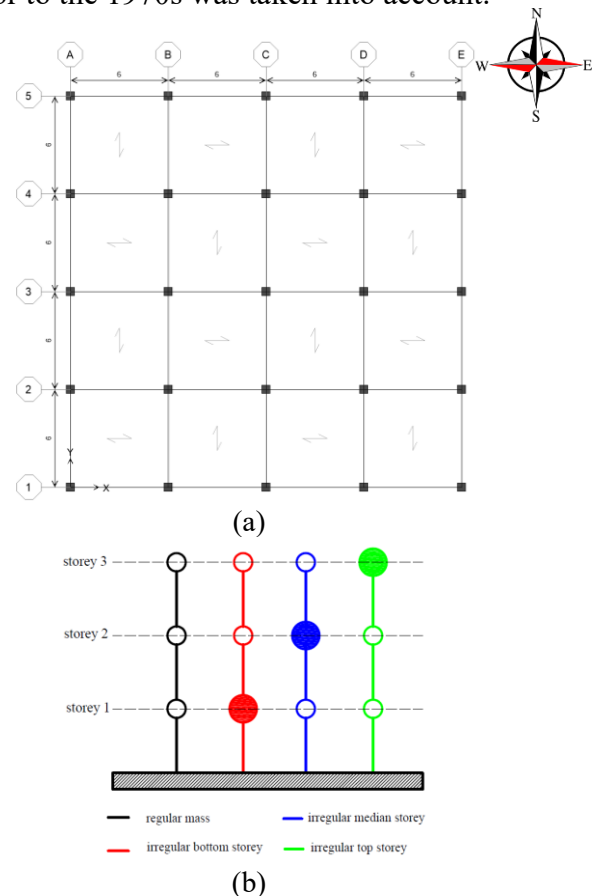 or to the 1970s was taken into account.
N
W E
S
A B C D E
6 6 6 6
5
6
4
6
3
6
2
6
Y
1 X
(a)
storey 3
storey 2
storey 1
regular mass irregular median storey
irregular bottom storey irregular top storey
(b)